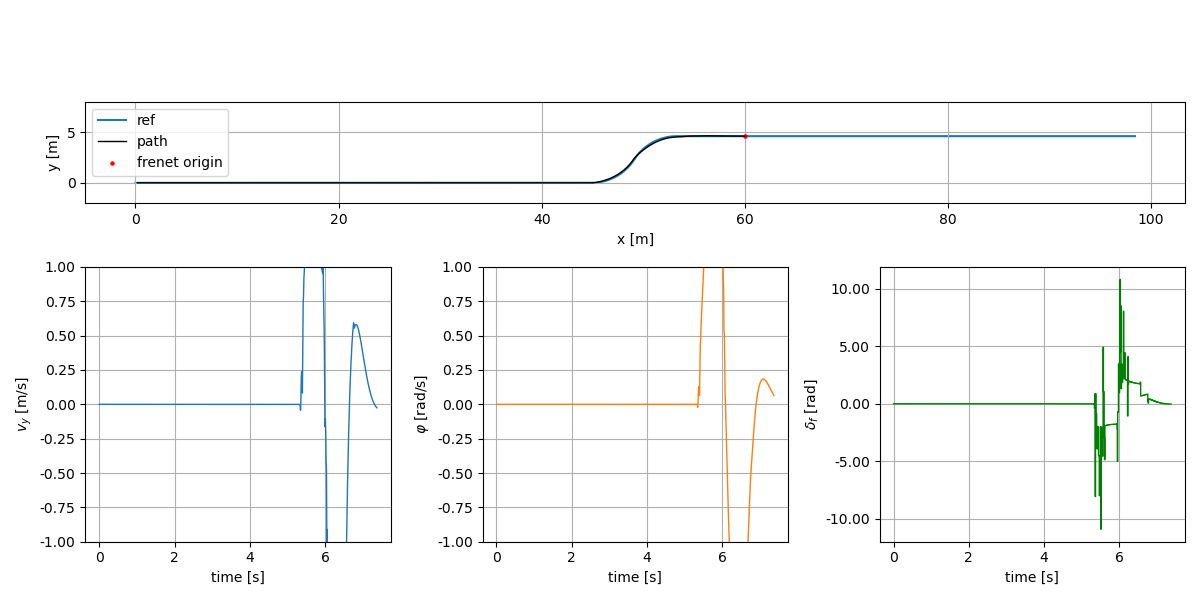 ref
path
frenet origin
y [m]
5
0
0 20 40 60 80 100
x [m]
1.00
0.75
0.50
0.25
0.00
-0.25
-0.50
-0.75
-1.00
v_y [m/s]
0 2 4 6
time [s]
1.00
0.75
0.50
0.25
0.00
-0.25
-0.50
-0.75
-1.00
φ [rad/s]
0 2 4 6
time [s]
10.00
5.00
0.00
-5.00
-10.00
δ_f [rad]
0 2 4 6
time [s]